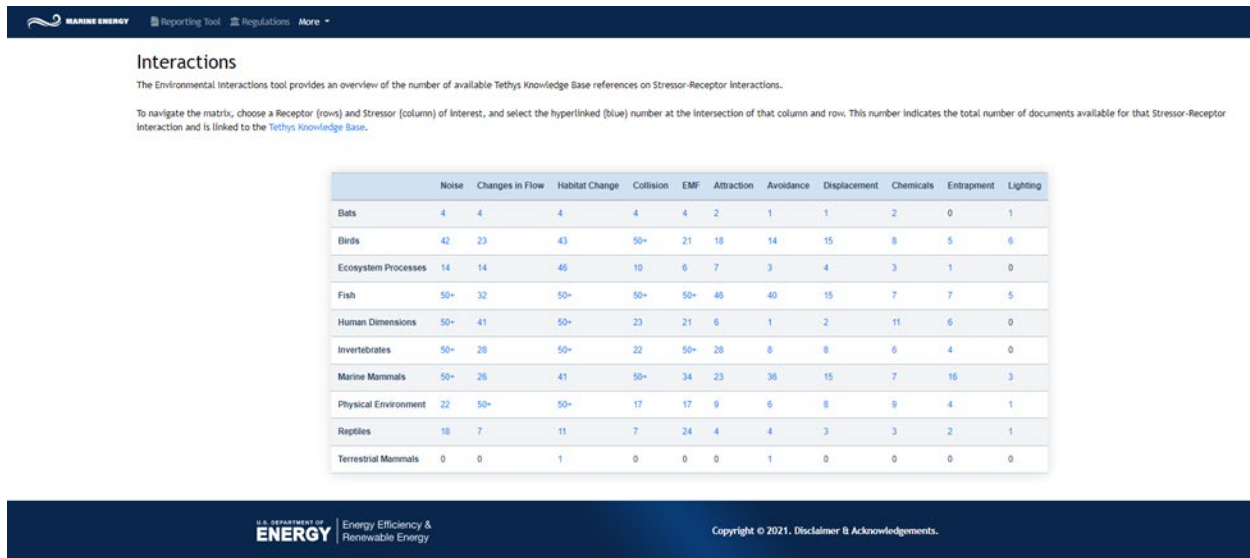 MARINE ENERGY Reporting Tool Regulations More
Interactions
The Environmental Interactions tool provides an overview of the number of available Tethys Knowledge Base references on Stressor-Receptor interactions.
To navigate the matrix, choose a Receptor (rows) and Stressor (column) of interest, and select the hyperlinked (blue) number at the intersection of that column and row. This number indicates the total number of documents available for that Stressor-Receptor
interaction and is linked to the Tethys Knowledge Base.
Noise Changes in Flow Habitat Change Collision EMF Attraction Avoidance Displacement Chemicals Entrapment Lighting
Bats 4 4 4 4 4 2 1 1 2 0 1
Birds 42 23 43 50+ 21 18 14 15 8 5 6
Ecosystem Processes 14 14 46 10 6 7 3 4 3 1 0
Fish 50+ 32 50+ 50+ 50+ 46 40 15 7 7 5
Human Dimensions 50+ 41 50+ 23 21 6 1 2 11 6 0
Invertebrates 50+ 28 50+ 22 50+ 28 8 8 6 4 0
Marine Mammals 50+ 26 41 50+ 34 23 36 15 7 16 3
Physical Environment 22 50+ 50+ 17 17 9 6 8 9 4 1
Reptiles 18 7 11 7 24 4 4 3 3 2 1
Terrestrial Mammals 0 0 1 0 0 0 1 0 0 0 0
U.S. DEPARTMENT OF
ENERGY
Energy Efficiency &
Renewable Energy
Copyright © 2021. Disclaimer & Acknowledgements.